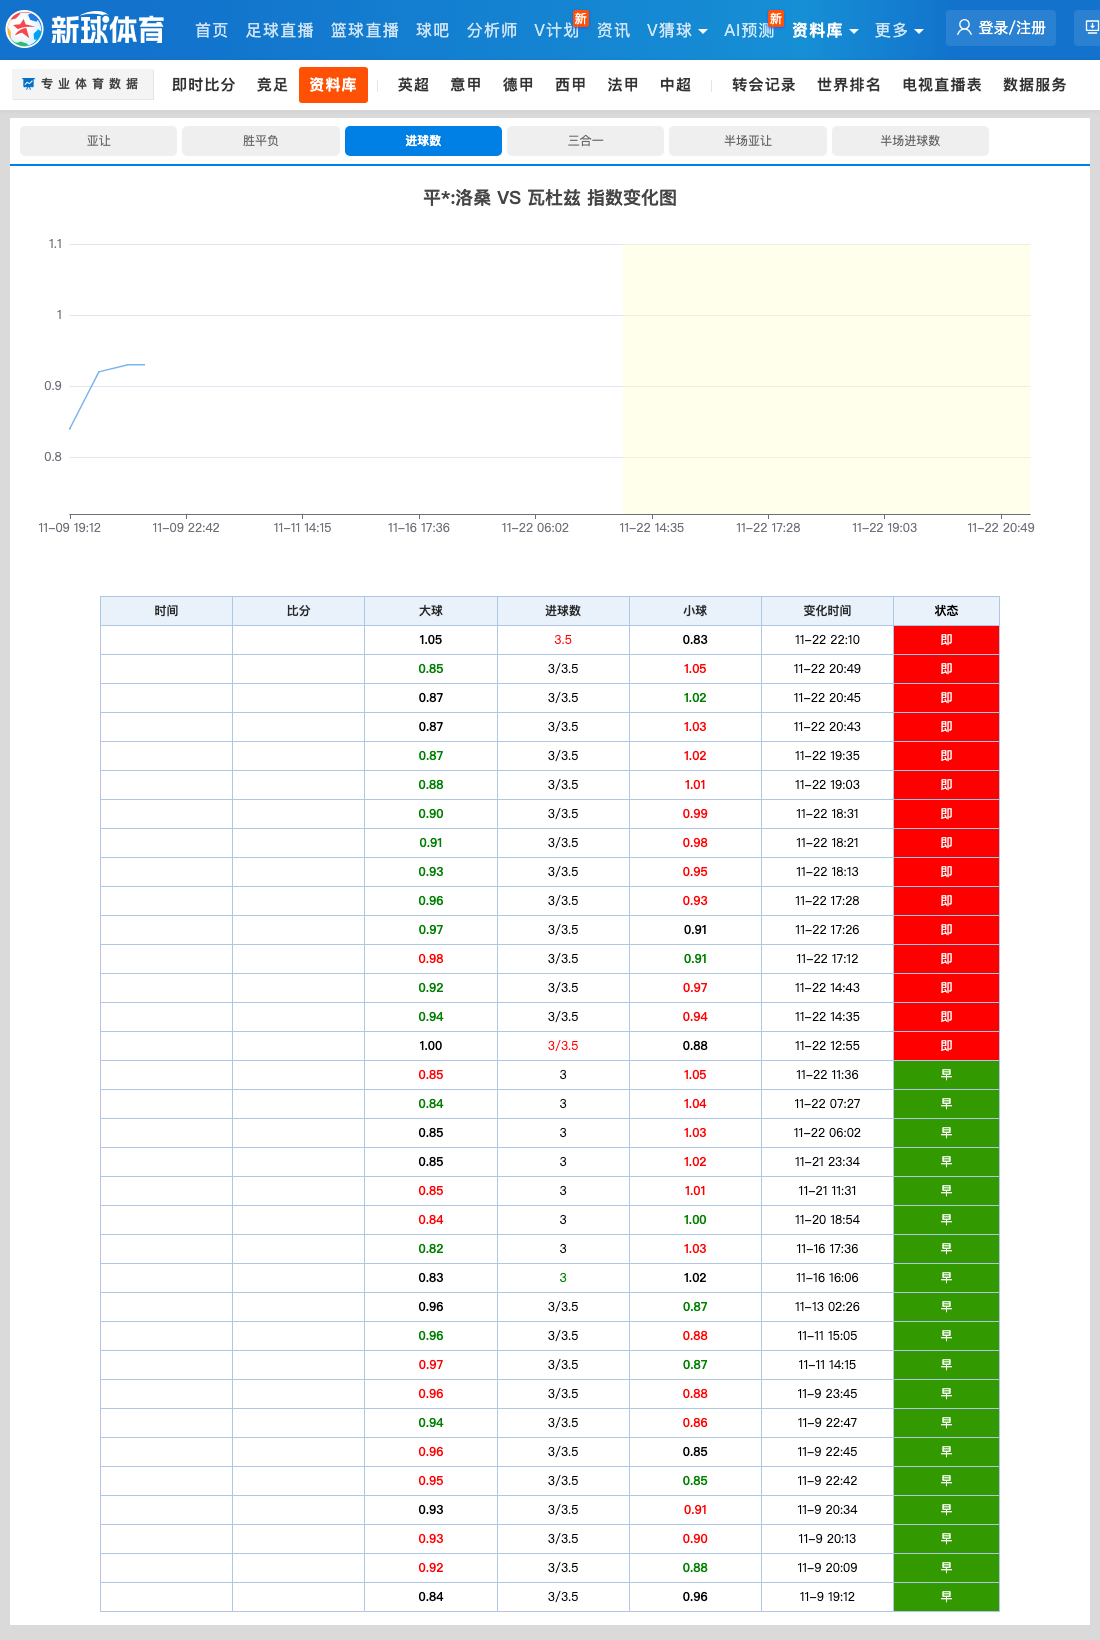 新球体育
首页 足球直播 篮球直播 球吧 分析师 V计划 新 资讯 V猜球 AI预测 新 资料库 更多 登录/注册
专业体育数据 即时比分 竞足 资料库 英超 意甲 德甲 西甲 法甲 中超 转会记录 世界排名 电视直播表 数据服务
亚让 胜平负 进球数 三合一 半场亚让 半场进球数
平*:洛桑 VS 瓦杜兹 指数变化图
1.1
1
0.9
0.8
11-09 19:12 11-09 22:42 11-11 14:15 11-16 17:36 11-22 06:02 11-22 14:35 11-22 17:28 11-22 19:03 11-22 20:49
时间 比分 大球 进球数 小球 变化时间 状态
1.05 3.5 0.83 11-22 22:10 即
0.85 3/3.5 1.05 11-22 20:49 即
0.87 3/3.5 1.02 11-22 20:45 即
0.87 3/3.5 1.03 11-22 20:43 即
0.87 3/3.5 1.02 11-22 19:35 即
0.88 3/3.5 1.01 11-22 19:03 即
0.90 3/3.5 0.99 11-22 18:31 即
0.91 3/3.5 0.98 11-22 18:21 即
0.93 3/3.5 0.95 11-22 18:13 即
0.96 3/3.5 0.93 11-22 17:28 即
0.97 3/3.5 0.91 11-22 17:26 即
0.98 3/3.5 0.91 11-22 17:12 即
0.92 3/3.5 0.97 11-22 14:43 即
0.94 3/3.5 0.94 11-22 14:35 即
1.00 3/3.5 0.88 11-22 12:55 即
0.85 3 1.05 11-22 11:36 早
0.84 3 1.04 11-22 07:27 早
0.85 3 1.03 11-22 06:02 早
0.85 3 1.02 11-21 23:34 早
0.85 3 1.01 11-21 11:31 早
0.84 3 1.00 11-20 18:54 早
0.82 3 1.03 11-16 17:36 早
0.83 3 1.02 11-16 16:06 早
0.96 3/3.5 0.87 11-13 02:26 早
0.96 3/3.5 0.88 11-11 15:05 早
0.97 3/3.5 0.87 11-11 14:15 早
0.96 3/3.5 0.88 11-9 23:45 早
0.94 3/3.5 0.86 11-9 22:47 早
0.96 3/3.5 0.85 11-9 22:45 早
0.95 3/3.5 0.85 11-9 22:42 早
0.93 3/3.5 0.91 11-9 20:34 早
0.93 3/3.5 0.90 11-9 20:13 早
0.92 3/3.5 0.88 11-9 20:09 早
0.84 3/3.5 0.96 11-9 19:12 早